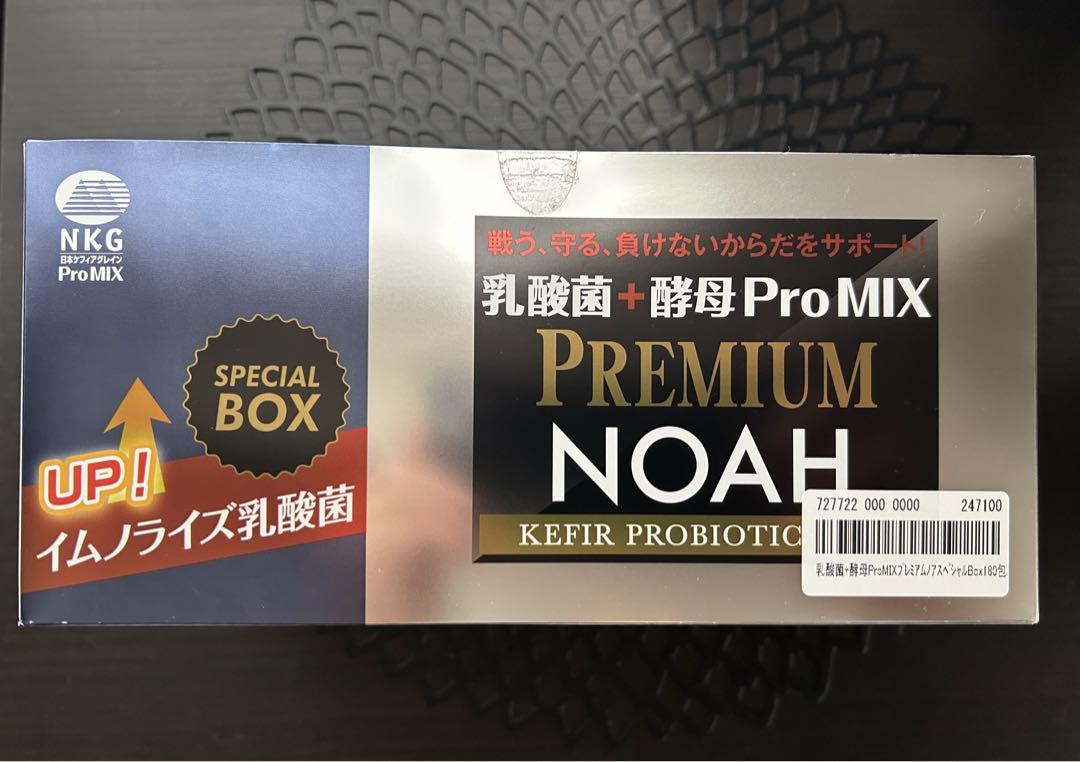 NKG
日本ケフィアグレイン
Pro MIX
SPECIAL
BOX
UP!
イムノライズ乳酸菌
戦う、守る、負けないからだをサポート!
乳酸菌+酵母 Pro MIX
PREMIUM
NOAH
KEFIR PROBIOTIC
727722 000 0000 247100
乳酸菌+酵母ProMIXプレミアムノアスペシャルBox180包